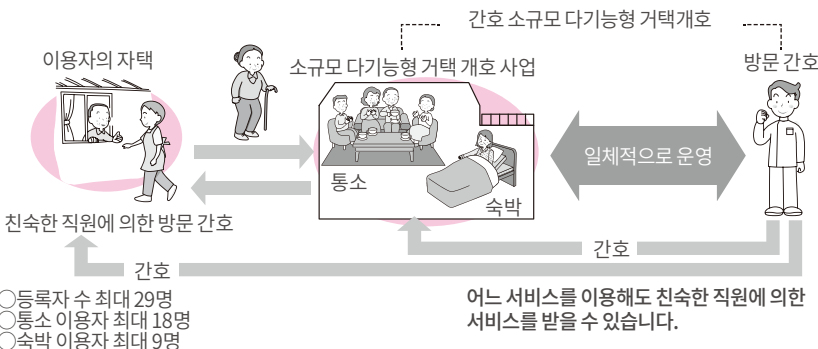 간호 소규모 다기능형 거택개호
이용자의 자택
소규모 다기능형 거택 개호 사업
방문 간호
일체적으로 운영
통소
숙박
친숙한 직원에 의한 방문 간호
간호
간호
○등록자 수 최대 29명
○통소 이용자 최대 18명
○숙박 이용자 최대 9명
어느 서비스를 이용해도 친숙한 직원에 의한
서비스를 받을 수 있습니다.